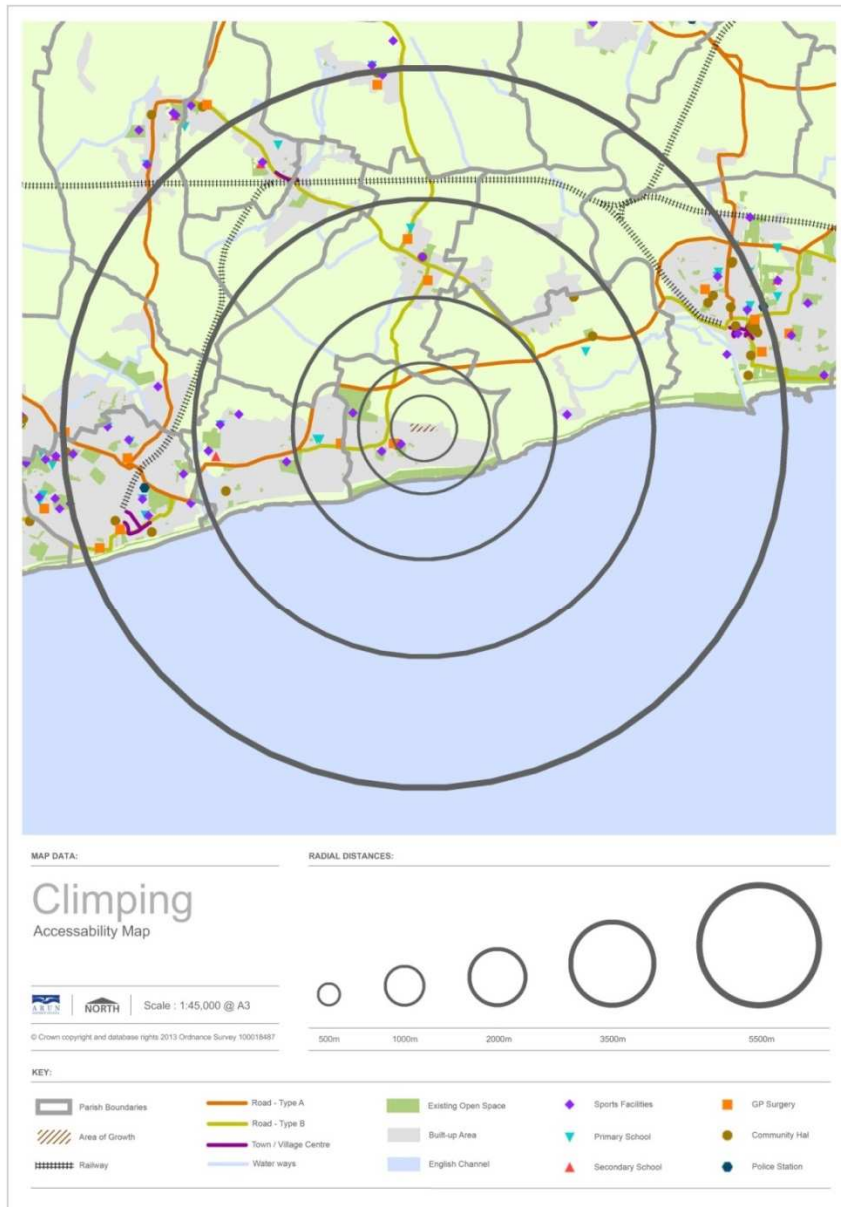 MAP DATA:
RADIAL DISTANCES:
Climping
Accessability Map
ARUN
NORTH
Scale : 1:45,000 @ A3
© Crown copyright and database rights 2013 Ordnance Survey 100018487
500m
1000m
2000m
3500m
5500m
KEY:
Parish Boundaries
Area of Growth
Railway
Road - Type A
Road - Type B
Town / Village Centre
Water ways
Existing Open Space
Built-up Area
English Channel
Sports Facilities
Primary School
Secondary School
GP Surgery
Community Hal
Police Station